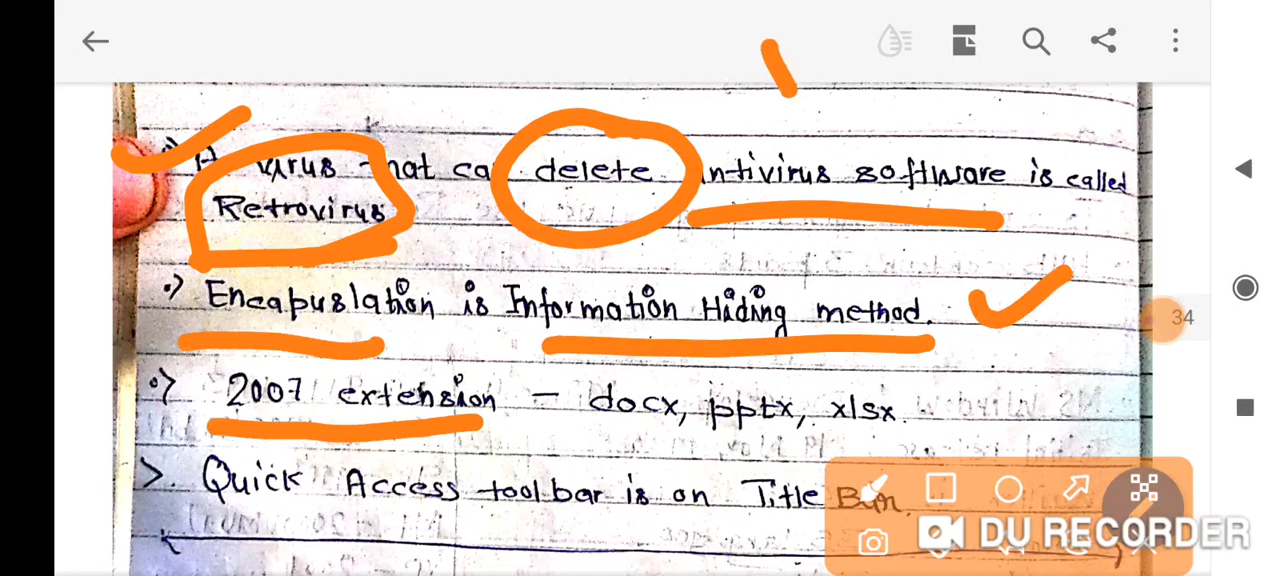 A virus that ca delete antivirus software is called
Retrovirus
Encapuslation is Information Hiding method.
34
2007 extension - docx, pptx, xlsx.
> Quick Access toolbar is on Title Bar.
DU RECORDER